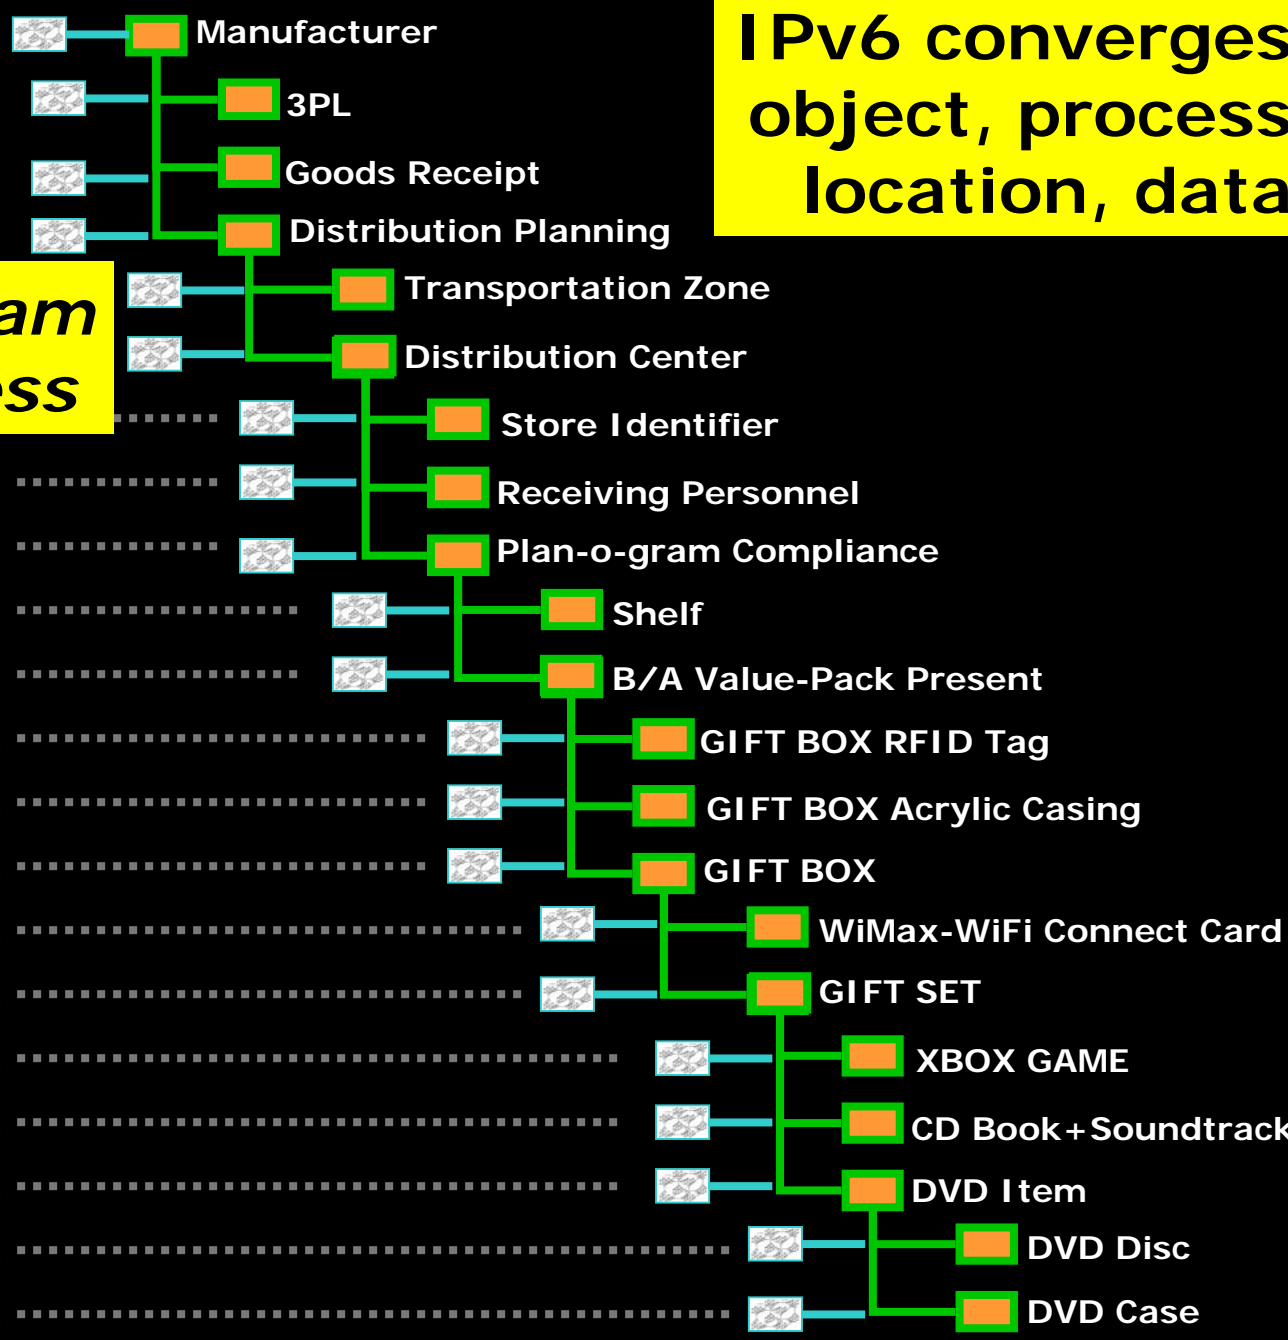 Manufacturer
IPv6 converges
object, process
location, data
3PL
Goods Receipt
Distribution Planning
am
ess
Transportation Zone
Distribution Center
Store Identifier
Receiving Personnel
Plan-o-gram Compliance
Shelf
B/A Value-Pack Present
GIFT BOX RFID Tag
GIFT BOX Acrylic Casing
GIFT BOX
WiMax-WiFi Connect Card
GIFT SET
XBOX GAME
CD Book+Soundtrack
DVD Item
DVD Disc
DVD Case